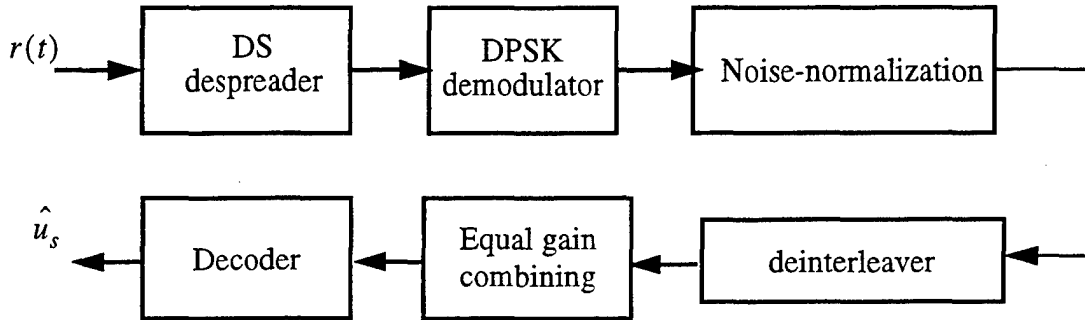 r(t)
DS
despreader
DPSK
demodulator
Noise-normalization
û_s
Decoder
Equal gain
combining
deinterleaver